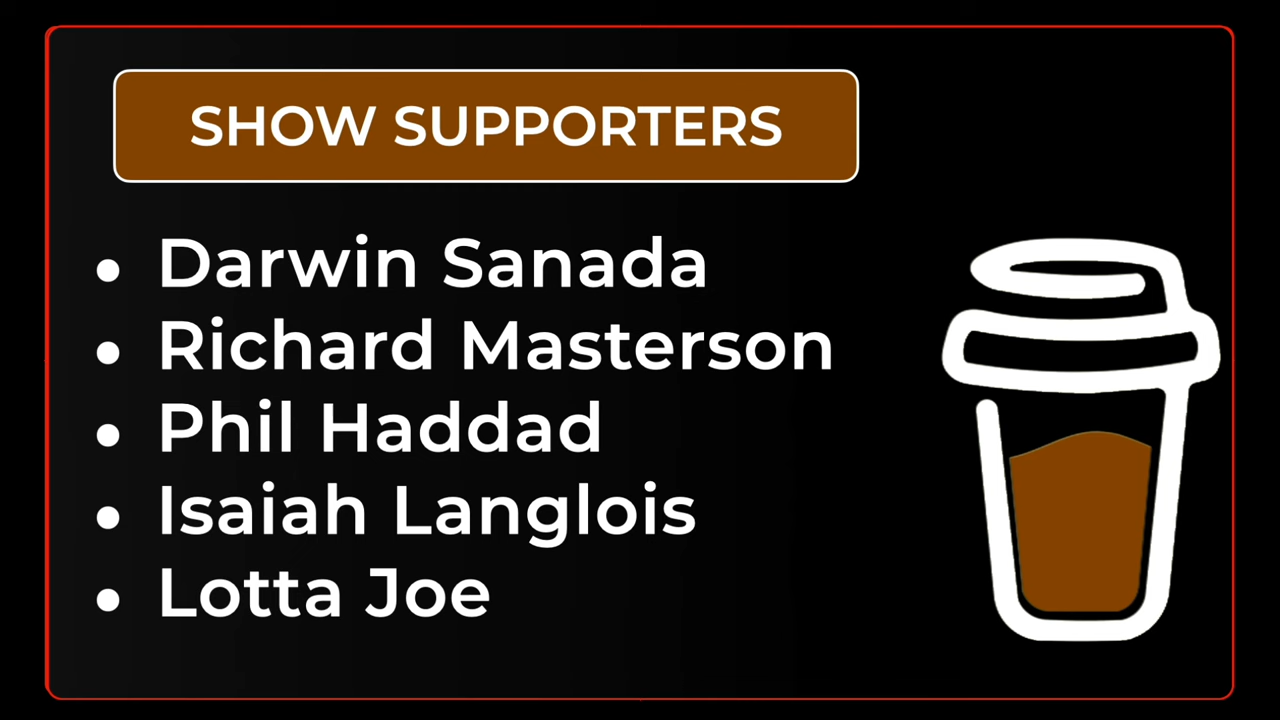 SHOW SUPPORTERS
• Darwin Sanada
• Richard Masterson
• Phil Haddad
• Isaiah Langlois
• Lotta Joe